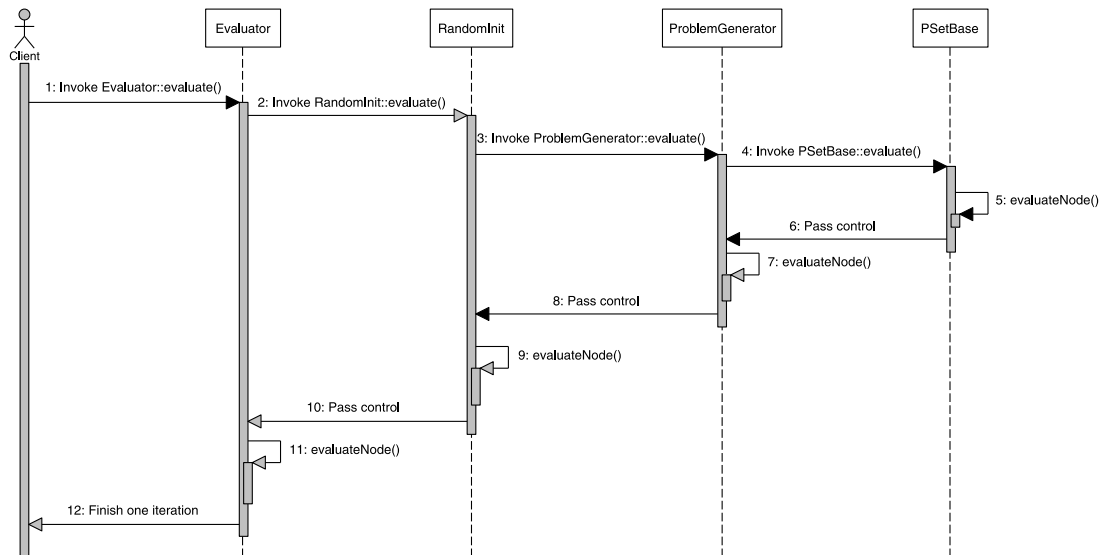 Evaluator
RandomInit
ProblemGenerator
PSetBase
Client
1: Invoke Evaluator::evaluate()
2: Invoke RandomInit::evaluate()
3: Invoke ProblemGenerator::evaluate()
4: Invoke PSetBase::evaluate()
5: evaluateNode()
6: Pass control
7: evaluateNode()
8: Pass control
9: evaluateNode()
10: Pass control
11: evaluateNode()
12: Finish one iteration